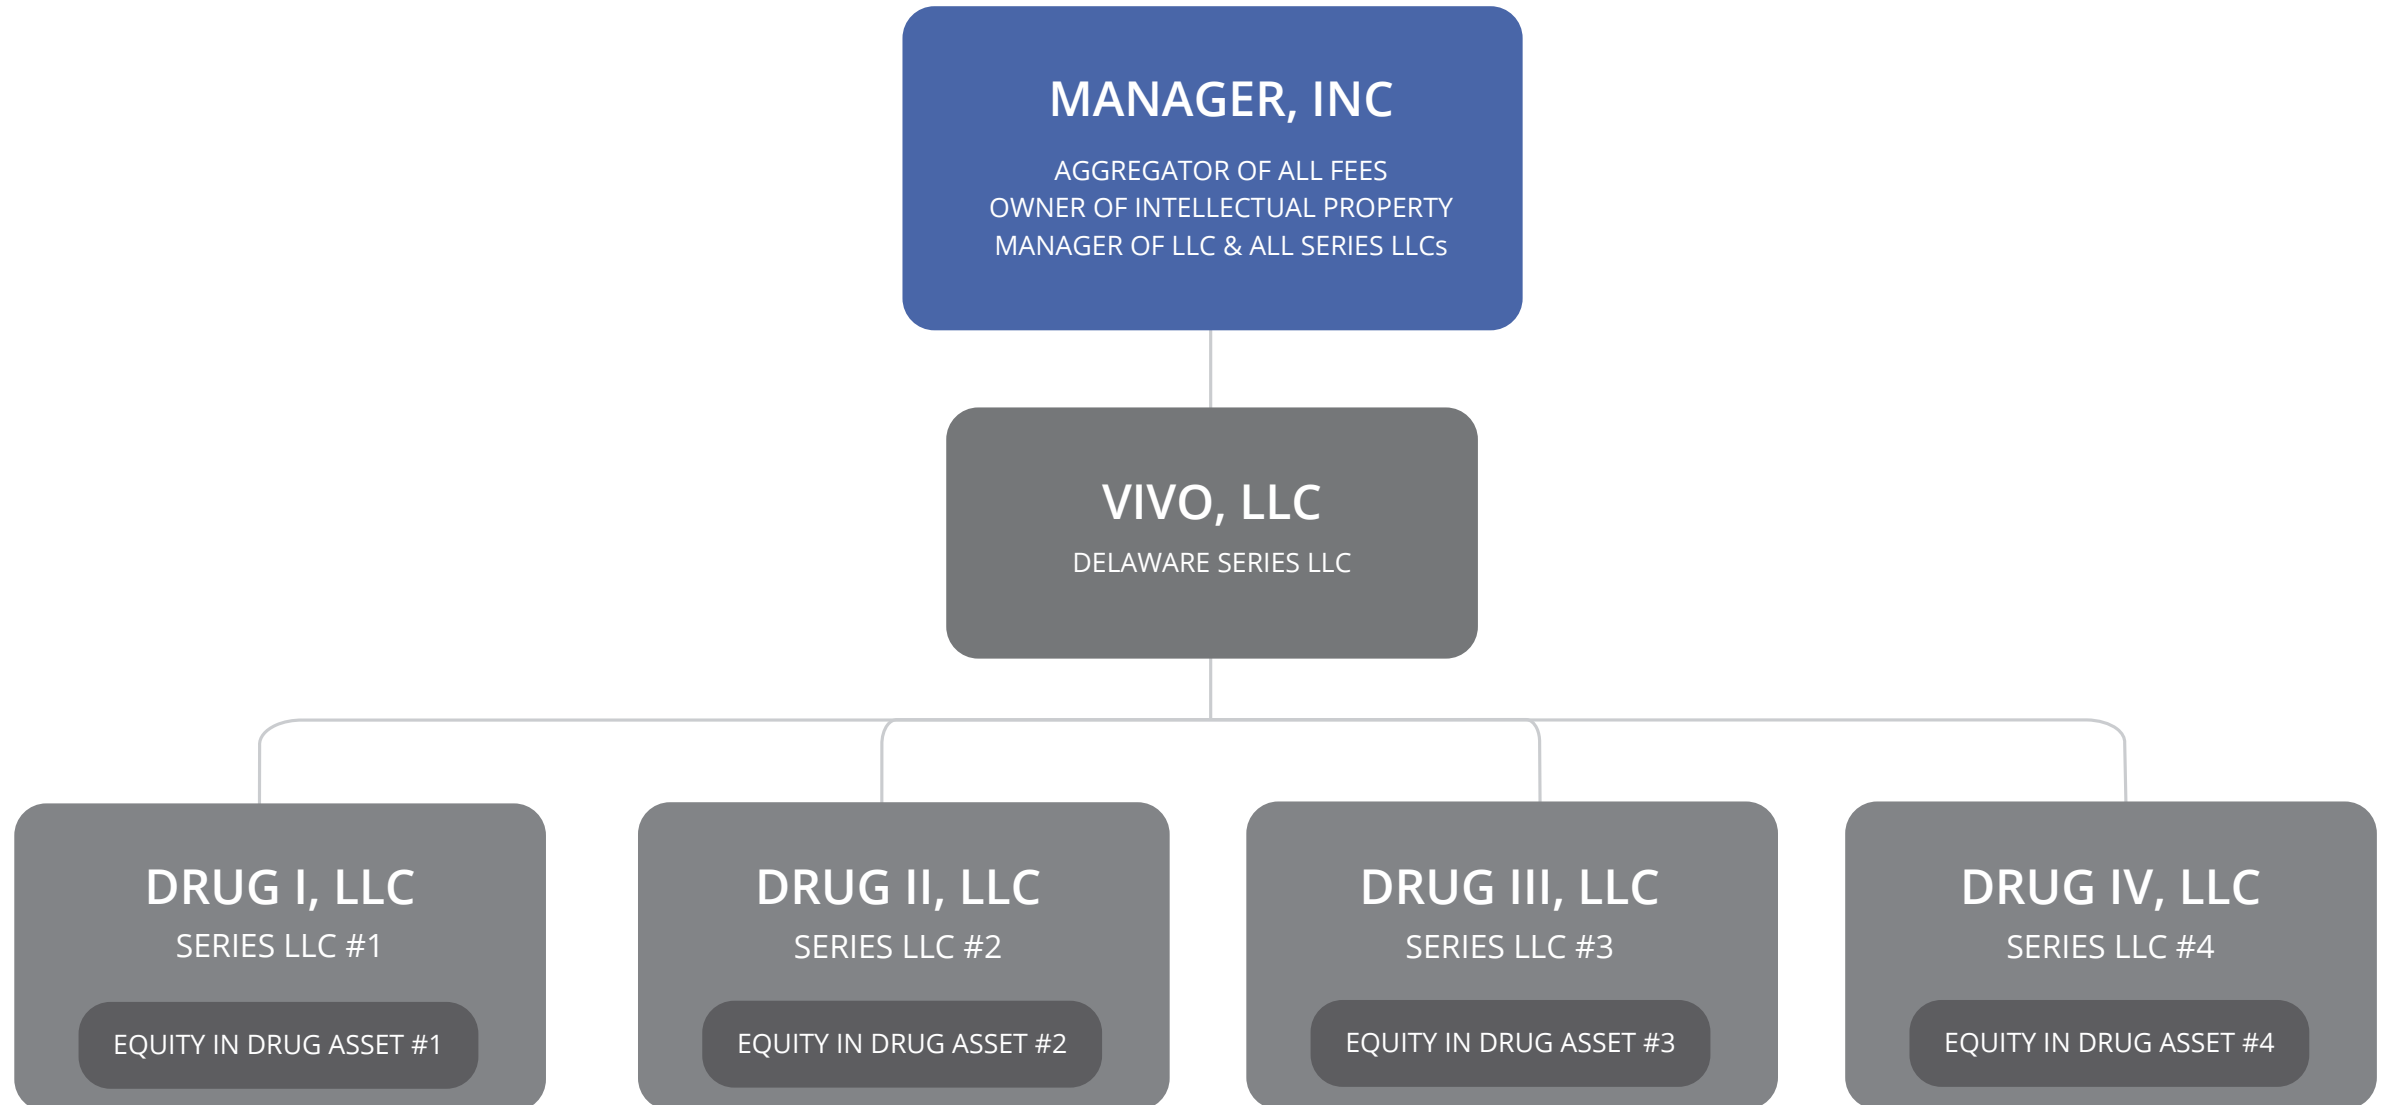 MANAGER, INC
AGGREGATOR OF ALL FEES
OWNER OF INTELLECTUAL PROPERTY
MANAGER OF LLC & ALL SERIES LLCs
VIVO, LLC
DELAWARE SERIES LLC
DRUG I, LLC
SERIES LLC #1
EQUITY IN DRUG ASSET #1
DRUG II, LLC
SERIES LLC #2
EQUITY IN DRUG ASSET #2
DRUG III, LLC
SERIES LLC #3
EQUITY IN DRUG ASSET #3
DRUG IV, LLC
SERIES LLC #4
EQUITY IN DRUG ASSET #4